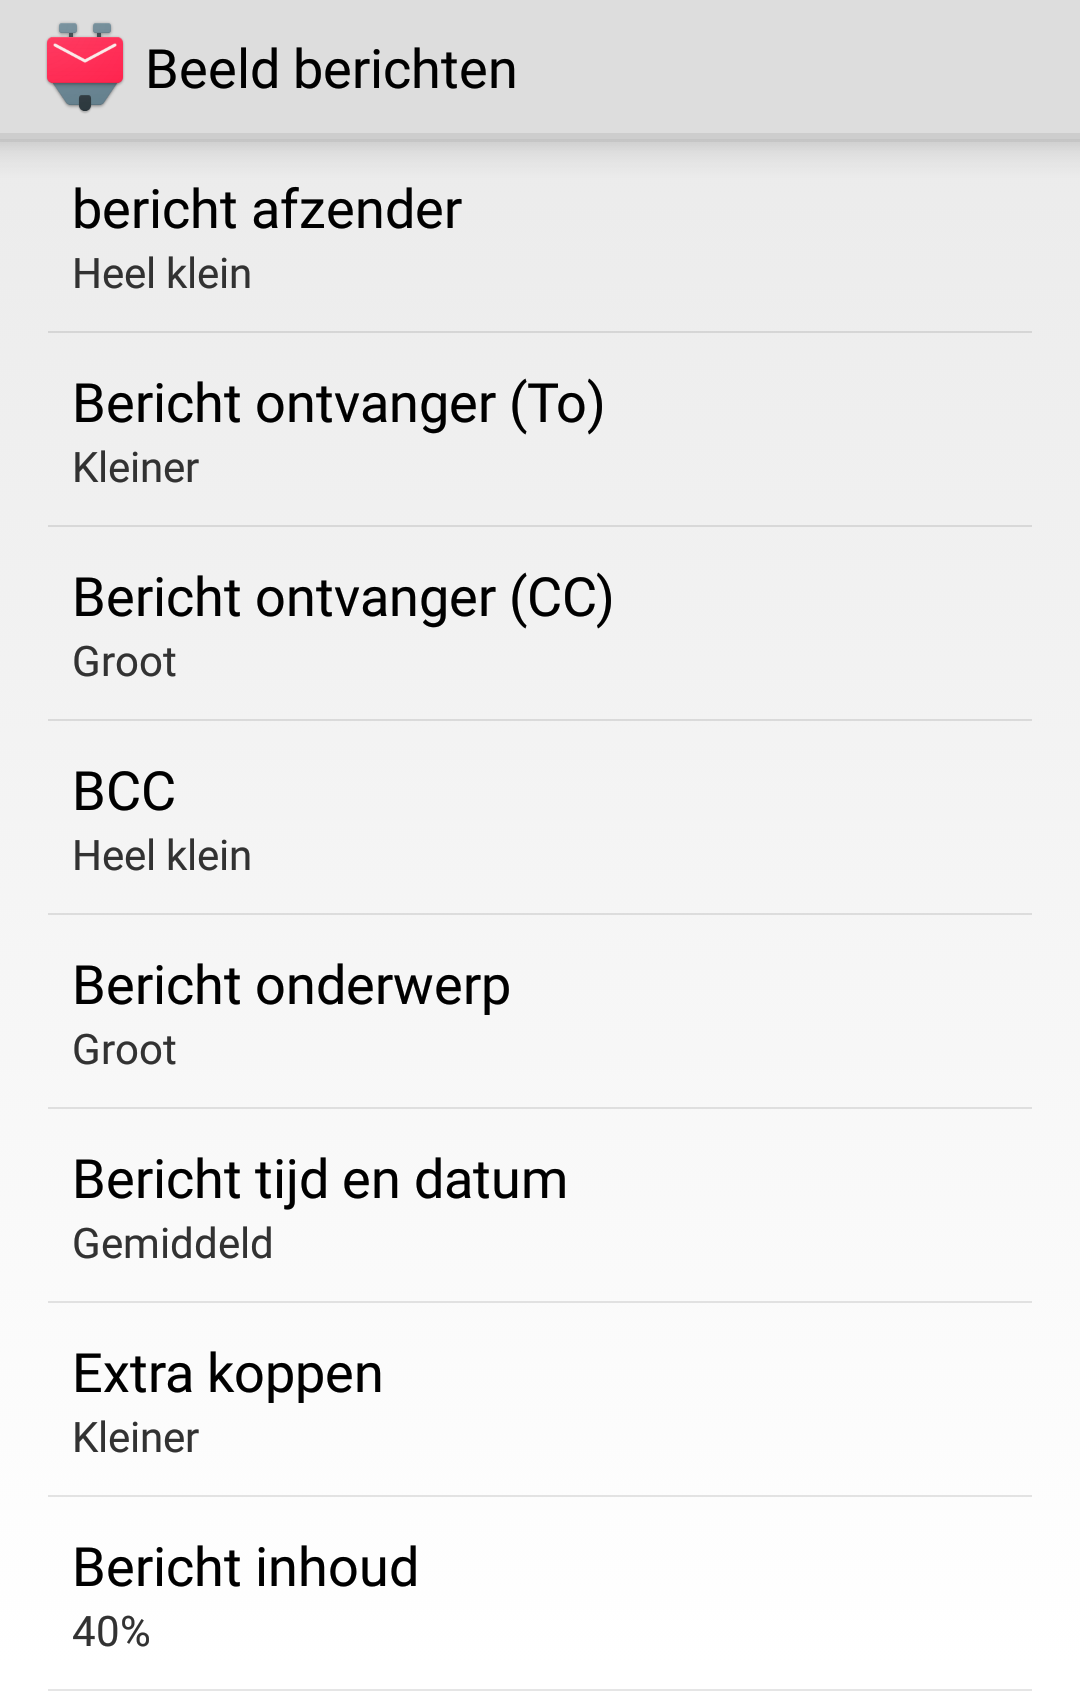 Beeld berichten
bericht afzender
Heel klein
Bericht ontvanger (To)
Kleiner
Bericht ontvanger (CC)
Groot
BCC
Heel klein
Bericht onderwerp
Groot
Bericht tijd en datum
Gemiddeld
Extra koppen
Kleiner
Bericht inhoud
40%